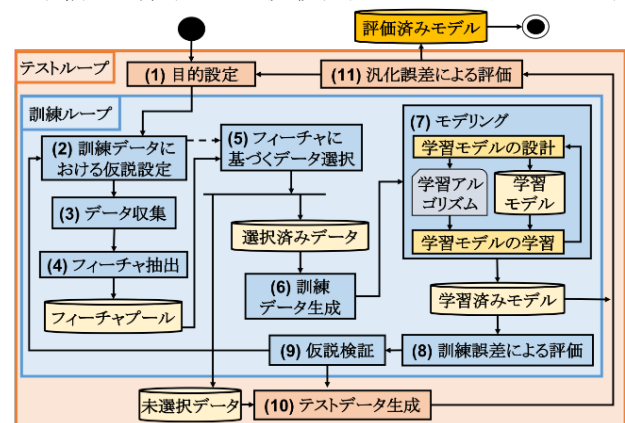 評価済みモデル
テストループ
(1) 目的設定
(11) 汎化誤差による評価
訓練ループ
(2) 訓練データに
おける仮説設定
(5) フィーチャに
基づくデータ選択
(7) モデリング
学習モデルの設計
学習アル
ゴリズム
学習
モデル
学習モデルの学習
(3) データ収集
選択済みデータ
(4) フィーチャ抽出
(6) 訓練
データ生成
フィーチャプール
学習済みモデル
(9) 仮説検証
(8) 訓練誤差による評価
未選択データ
(10) テストデータ生成